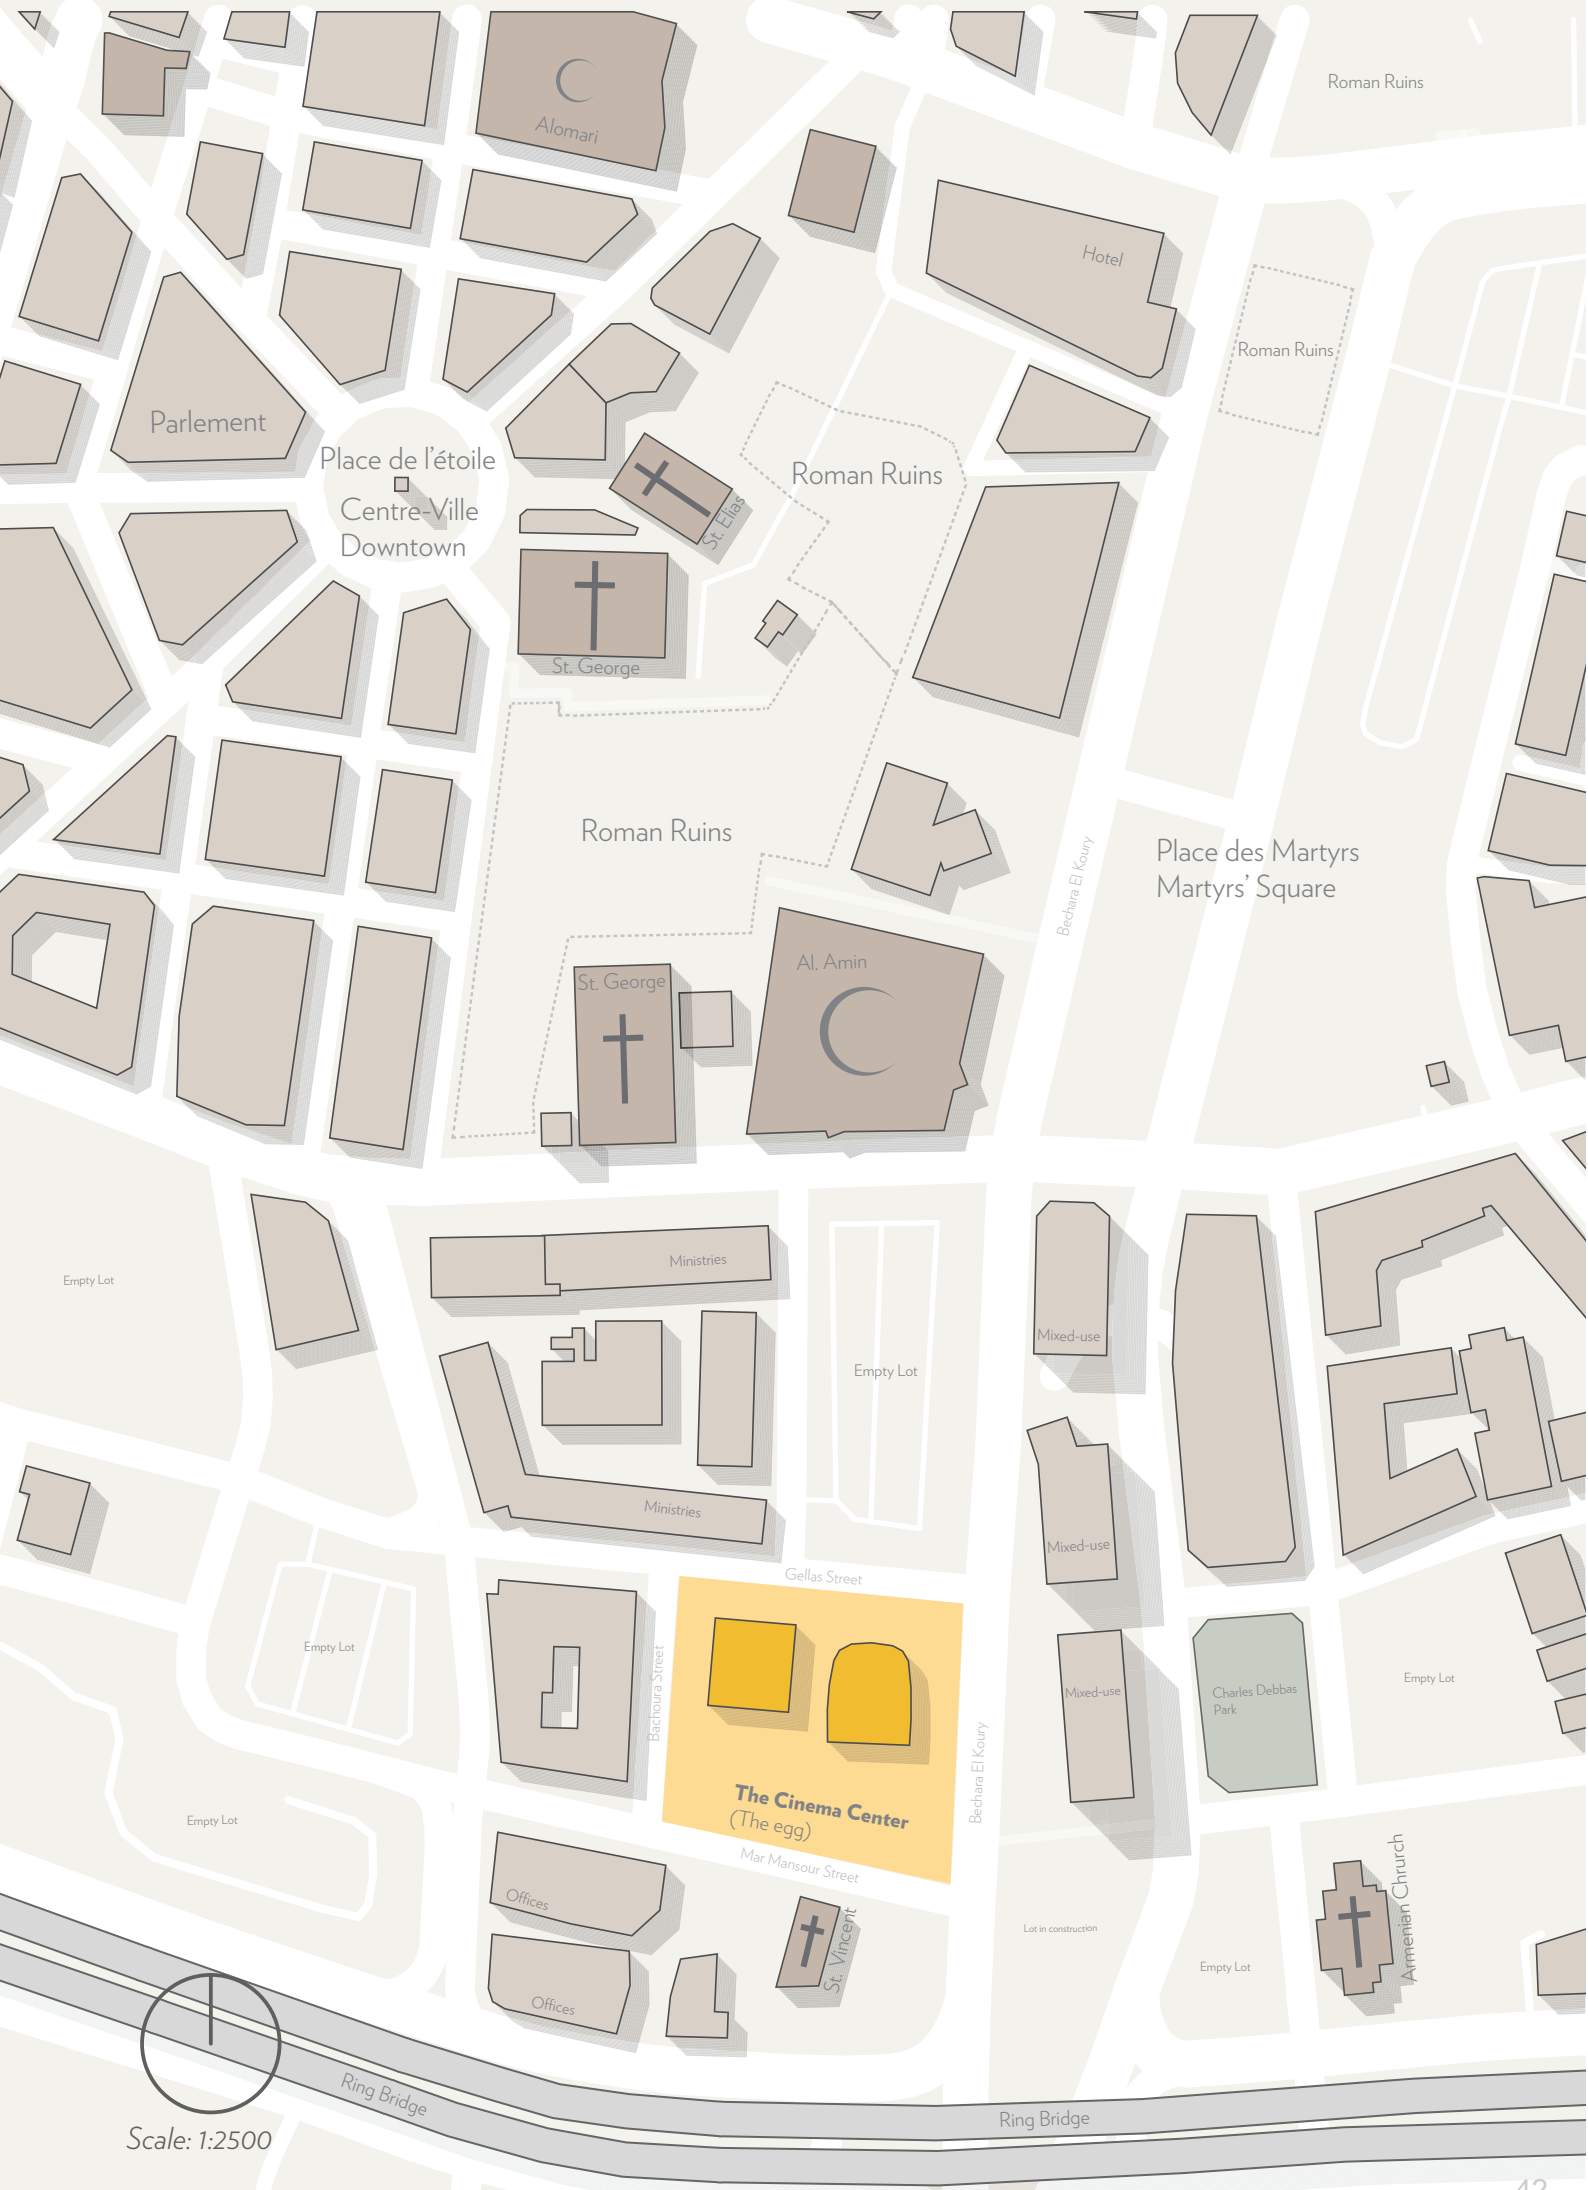 Roman Ruins
Alomari
Hotel
Roman Ruins
Parlement
Place de l'étoile
Centre-Ville
Downtown
Roman Ruins
St. Elias
St. George
Roman Ruins
Bechara El Koury
Place des Martyrs
Martyrs' Square
Al. Amin
St. George
Ministries
Empty Lot
Mixed-use
Empty Lot
Ministries
Mixed-use
Gellas Street
Empty Lot
Bachoura Street
Mixed-use
Charles Debbas
Park
Empty Lot
Bechara El Koury
The Cinema Center
(The egg)
Empty Lot
Mar Mansour Street
Offices
St. Vincent
Lot in construction
Armenian Chrurch
Empty Lot
Offices
Ring Bridge
Ring Bridge
Scale: 1:2500